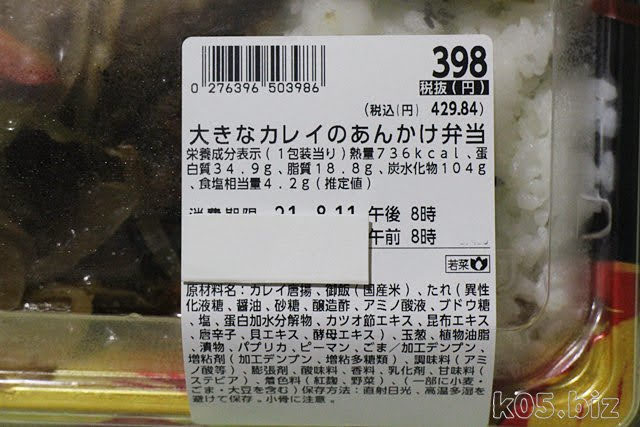 398
税抜(円)
0 276396 503986
(税込(円) 429.84)
大きなカレイのあんかけ弁当
栄養成分表示(1包装当り)熱量736kcal、蛋
白質34.9g、脂質18.8g、炭水化物104g
、食塩相当量4.2g(推定値)
消費期限 21. 8.11 午後 8時
午前 8時
若菜
原材料名:カレイ唐揚、御飯(国産米)、たれ(異性
化液糖、醤油、砂糖、醸造酢、アミノ酸液、ブドウ糖
、塩、蛋白加水分解物、カツオ節エキス、昆布エキス
、唐辛子、貝エキス、酵母エキス)、玉葱、植物油脂
、漬物、パプリカ、ピーマン、ごま/加工デンプン、
増粘剤(加工デンプン、増粘多糖類)、調味料(アミ
ノ酸等)、膨張剤、酸味料、香料、乳化剤、甘味料(
ステビア)、着色料(紅麹、野菜)、(一部に小麦・
ごま・大豆を含む)保存方法:直射日光、高温多湿を
避けて保存。小骨に注意。
k05.biz